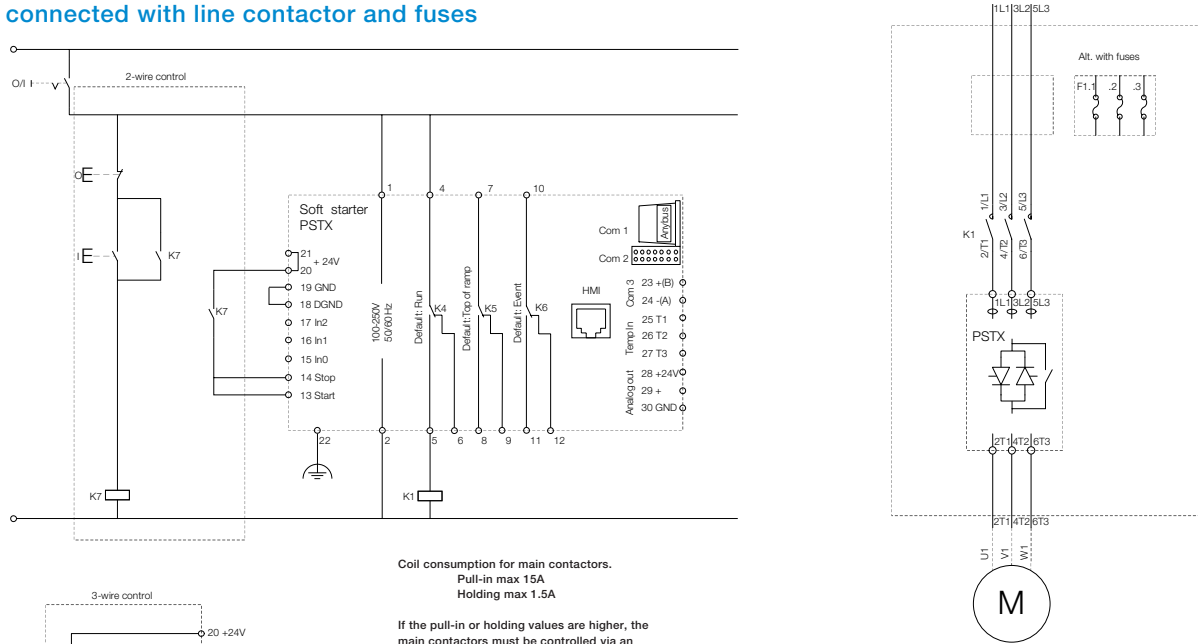 connected with line contactor and fuses
O/I
2-wire control
O
I
K7
K7
K7
Soft starter
PSTX
21
+ 24V
20
19 GND
18 DGND
17 In2
16 In1
15 In0
14 Stop
13 Start
22
1
100-250V
50/60Hz
2
4
Default: Run
K4
5
6
7
Default:Top of ramp
K5
8
9
10
Default: Event
K6
11
12
HMI
Com 1
Anybus
Com 2
Com 3
23 +(B)
24 -(A)
Temp In
25 T1
26 T2
27 T3
Analog out
28 +24V
29 +
30 GND
K1
Coil consumption for main contactors.
Pull-in max 15A
Holding max 1.5A
If the pull-in or holding values are higher, the
main contactors must be controlled via an
3-wire control
20 +24V
1L1 3L2 5L3
Alt. with fuses
F1.1 .2 .3
1/L1 3/L2 5/L3
K1
2/T1 4/T2 6/T3
1L1 3L2 5L3
PSTX
2T1 4T2 6T3
2T1 4T2 6T3
U1 V1 W1
M